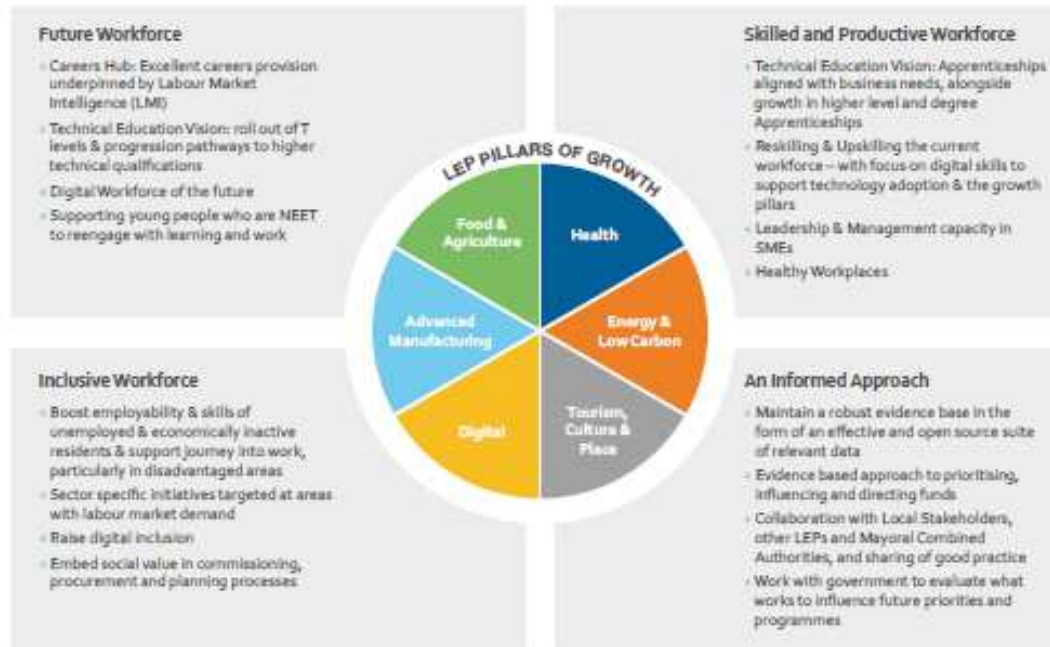 Future Workforce
Careers Hub: Excellent careers provision
underpinned by Labour Market
Intelligence (LMI)
Technical Education Vision: roll out of T
levels & progression pathways to higher
technical qualifications
Digital Workforce of the future
Supporting young people who are NEET
to reengage with learning and work
Skilled and Productive Workforce
Technical Education Vision: Apprenticeships
aligned with business needs, alongside
growth in higher level and degree
Apprenticeships
Reskilling & Upskilling the current
workforce – with focus on digital skills to
support technology adoption & the growth
pillars
Leadership & Management capacity in
SMEs
Healthy Workplaces
LEP PILLARS OF GROWTH
Food &
Agriculture
Health
Advanced
Manufacturing
Energy &
Low Carbon
Digital
Tourism,
Culture &
Place
Inclusive Workforce
Boost employability & skills of
unemployed & economically inactive
residents & support journey into work,
particularly in disadvantaged areas
Sector specific initiatives targeted at areas
with labour market demand
Raise digital inclusion
Embed social value in commissioning,
procurement and planning processes
An Informed Approach
Maintain a robust evidence base in the
form of an effective and open source suite
of relevant data
Evidence based approach to prioritising,
influencing and directing funds
Collaboration with Local Stakeholders,
other LEPs and Mayoral Combined
Authorities, and sharing of good practice
Work with government to evaluate what
works to influence future priorities and
programmes